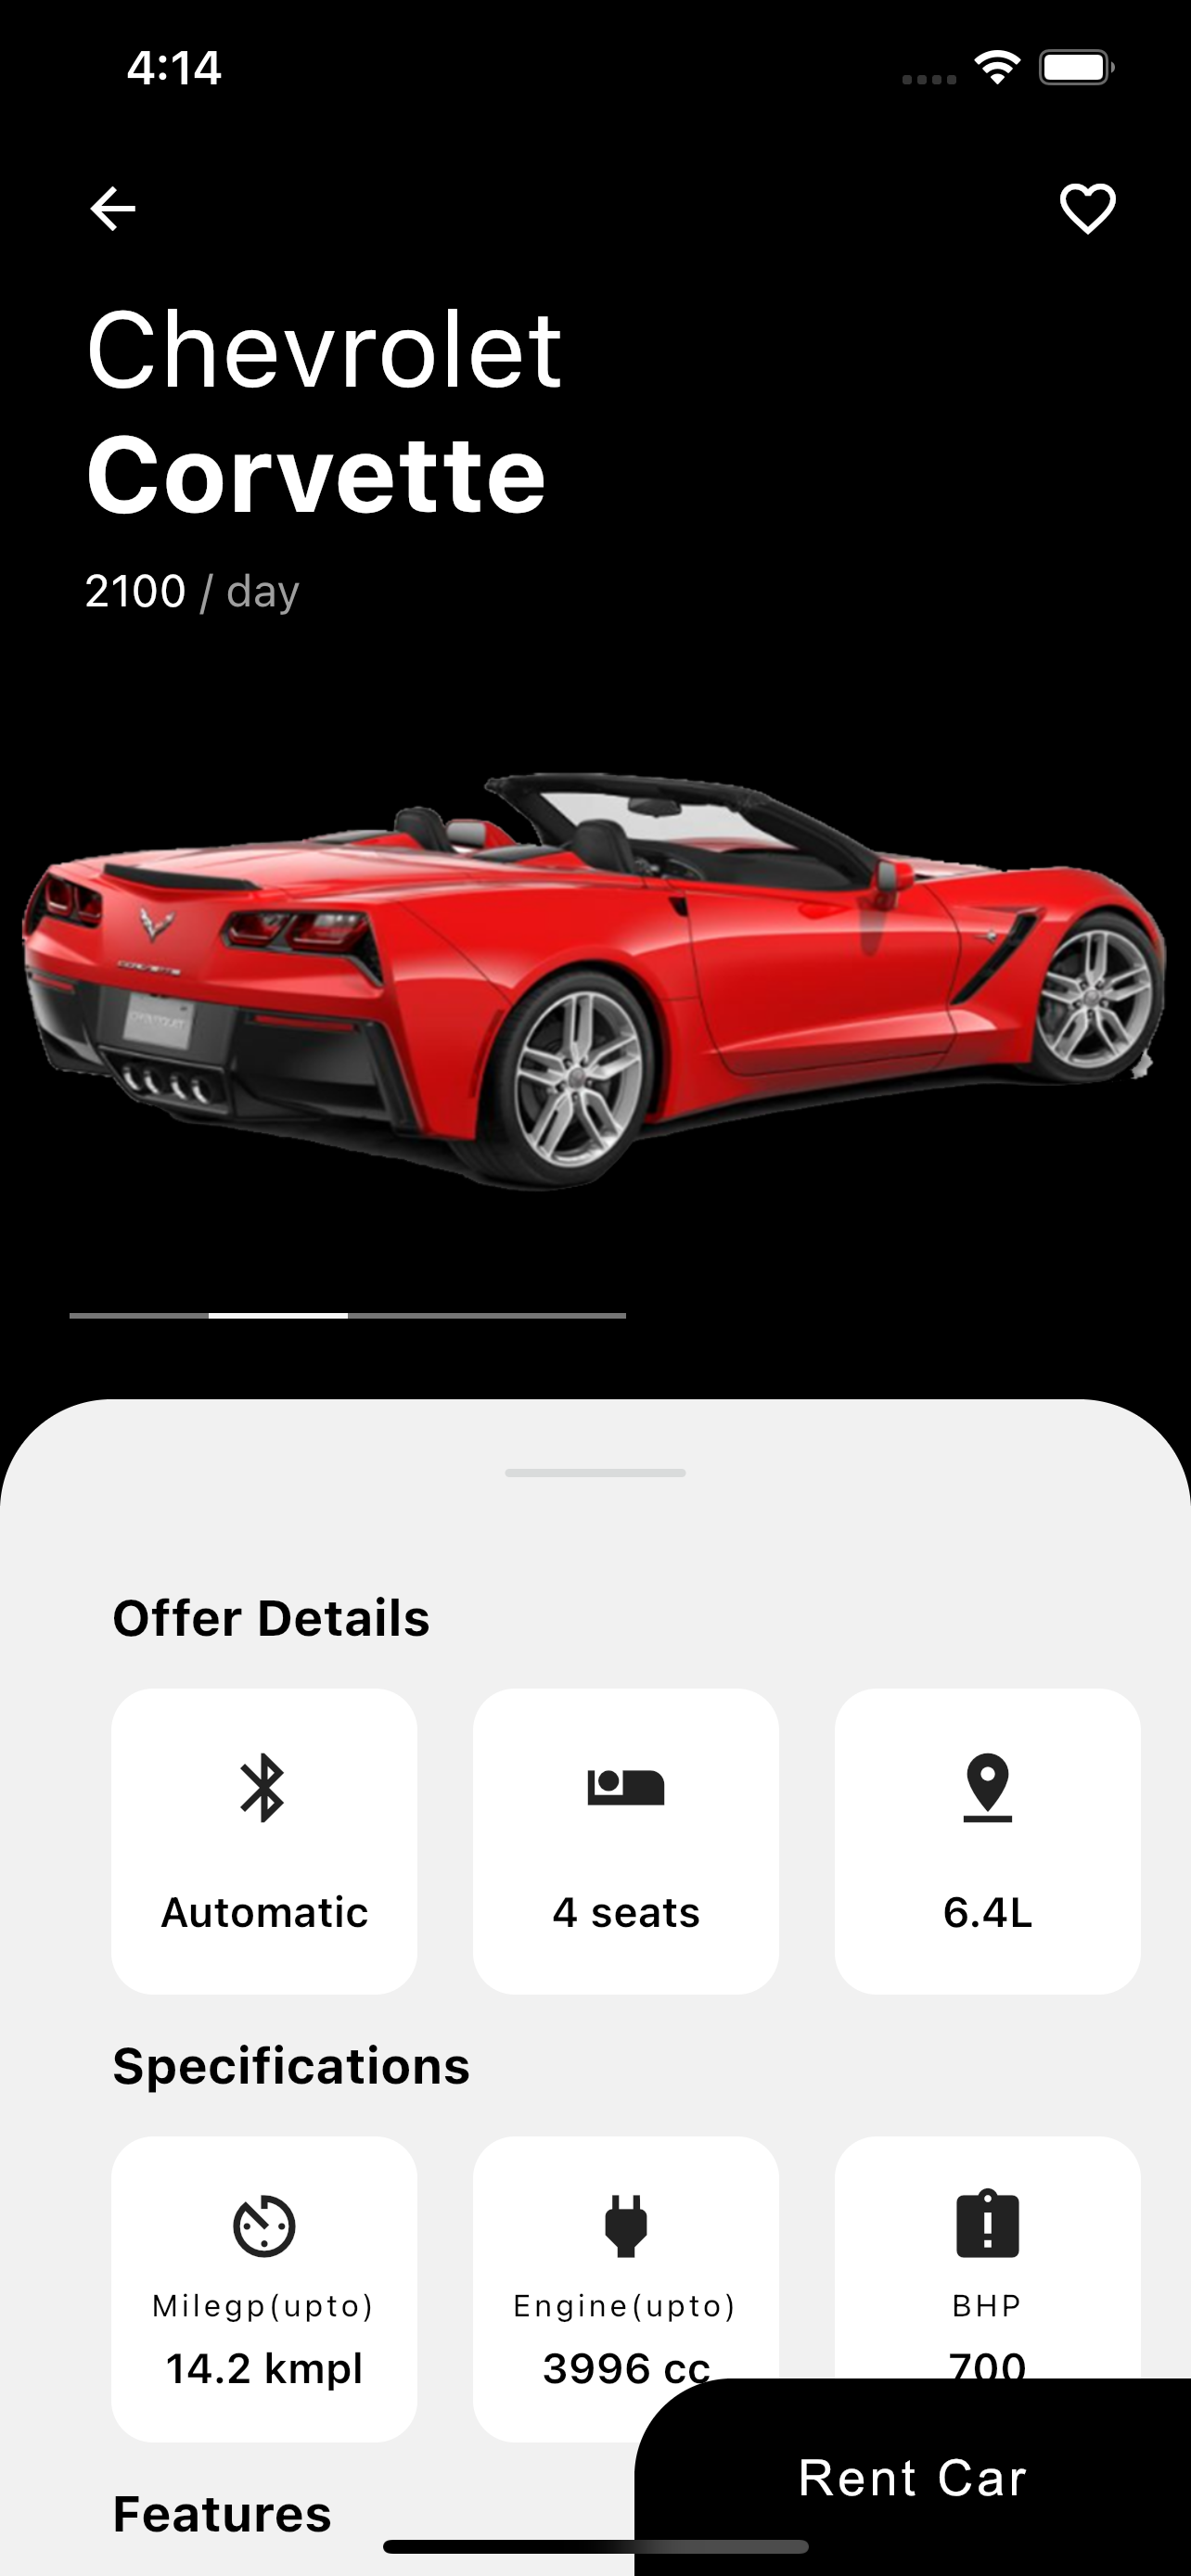 4:14
Chevrolet
Corvette
2100 / day
Offer Details
Automatic
4 seats
6.4L
Specifications
Milegp(upto)
Engine(upto)
BHP
14.2 kmpl
3996 cc
700
Rent Car
Features